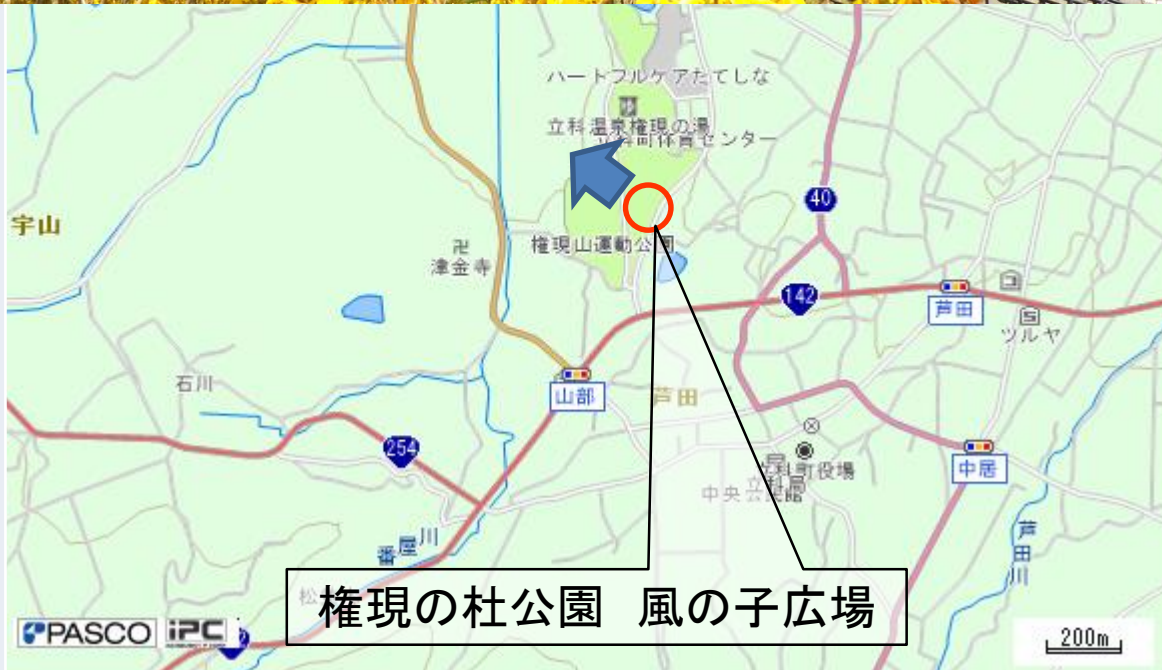 ハートフルケアたてしな
立科温泉権現の湯
立科町体育センター
40
宇山
津金寺
権現山運動公園
142
芦田
ツルヤ
石川
山部
芦田
254
立科町役場
立科局
中央公民館
中居
番屋川
芦田川
松
権現の杜公園 風の子広場
PASCO iPC
200m